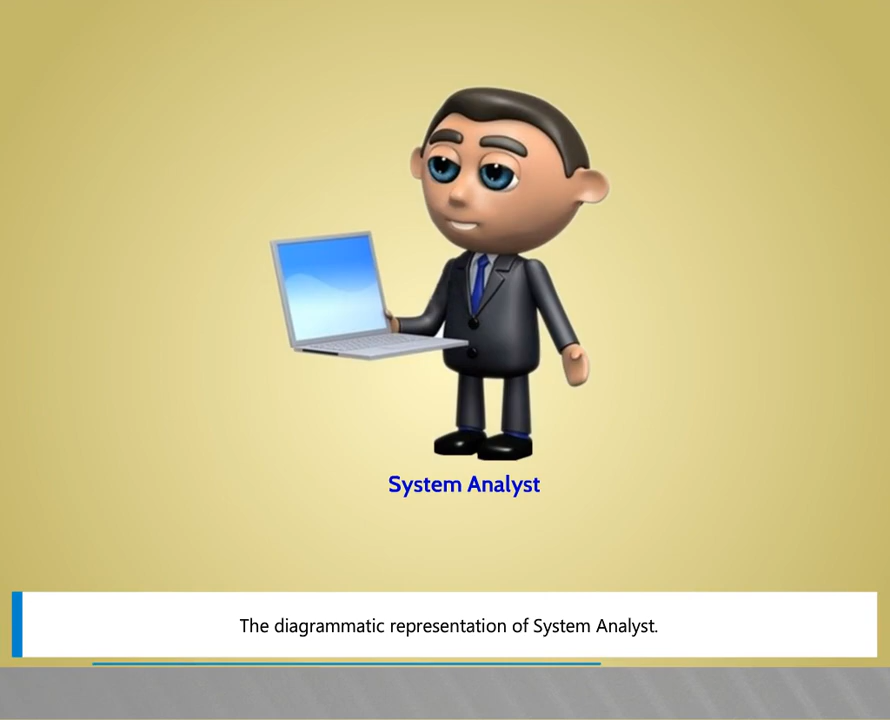 System Analyst
The diagrammatic representation of System Analyst.